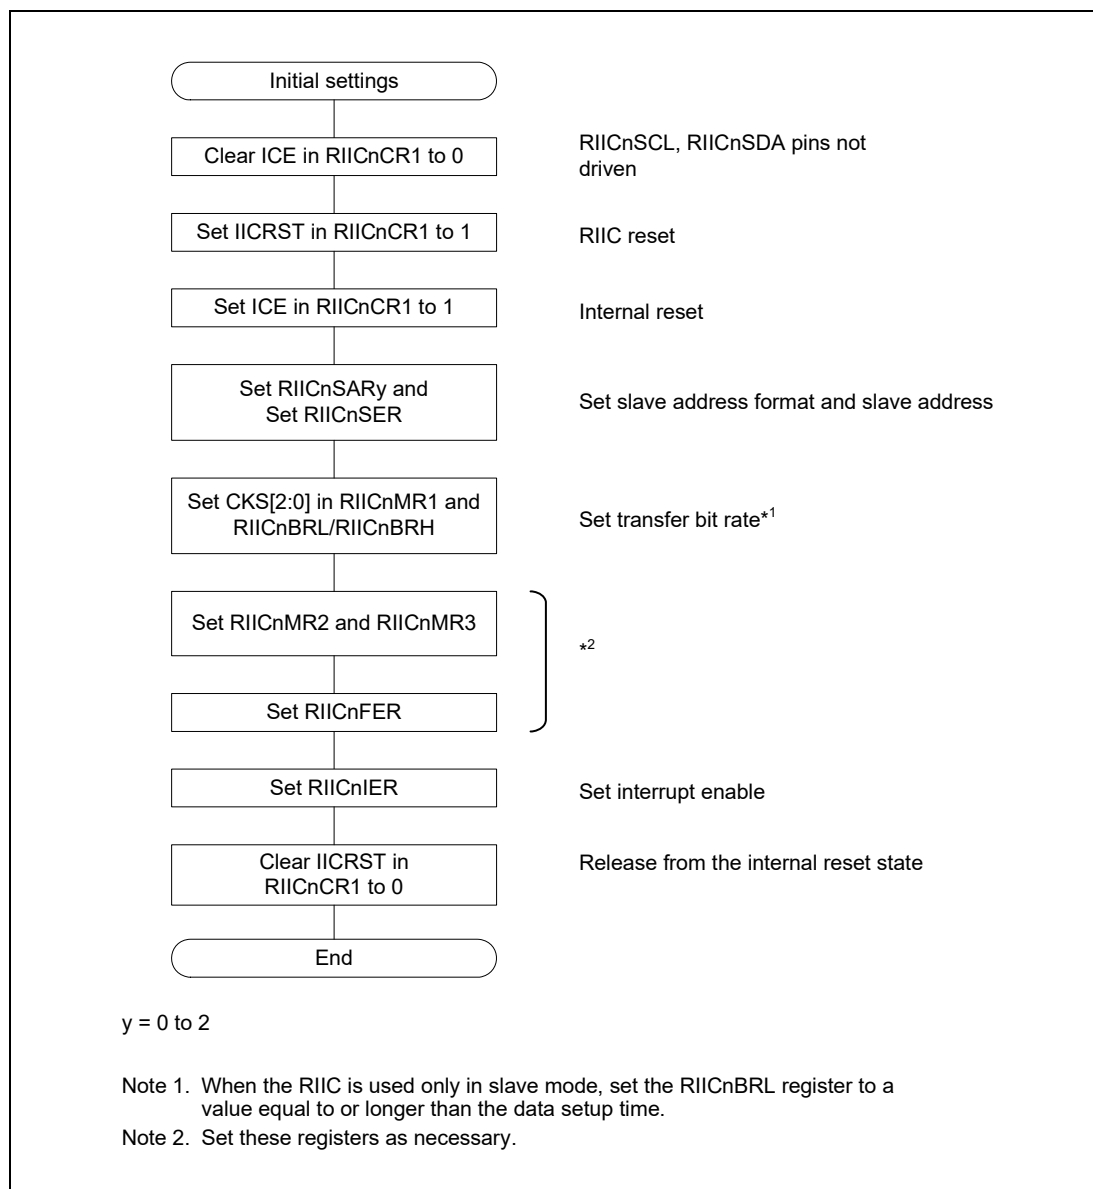 Initial settings
Clear ICE in RIICnCR1 to 0
RIICnSCL, RIICnSDA pins not
driven
Set IICRST in RIICnCR1 to 1
RIIC reset
Set ICE in RIICnCR1 to 1
Internal reset
Set RIICnSARy and
Set RIICnSER
Set slave address format and slave address
Set CKS[2:0] in RIICnMR1 and
RIICnBRL/RIICnBRH
Set transfer bit rate*1
Set RIICnMR2 and RIICnMR3
*2
Set RIICnFER
Set RIICnIER
Set interrupt enable
Clear IICRST in
RIICnCR1 to 0
Release from the internal reset state
End
y = 0 to 2
Note 1. When the RIIC is used only in slave mode, set the RIICnBRL register to a
value equal to or longer than the data setup time.
Note 2. Set these registers as necessary.